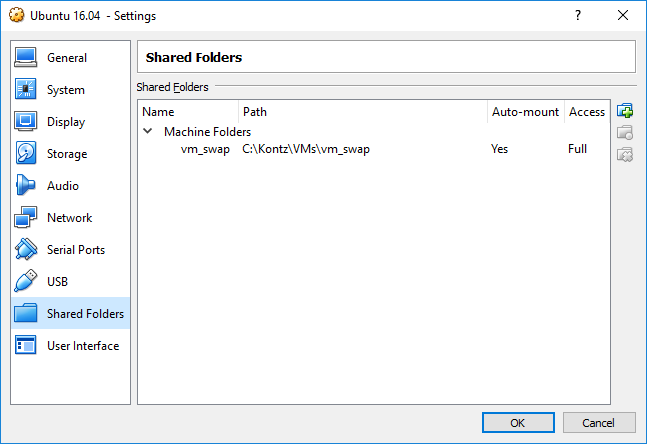 Ubuntu 16.04 - Settings
?
General
System
Display
Storage
Audio
Network
Serial Ports
USB
Shared Folders
User Interface
Shared Folders
Shared Folders
Name Path Auto-mount Access
Machine Folders
vm_swap C:\Kontz\VMs\vm_swap Yes Full
OK Cancel